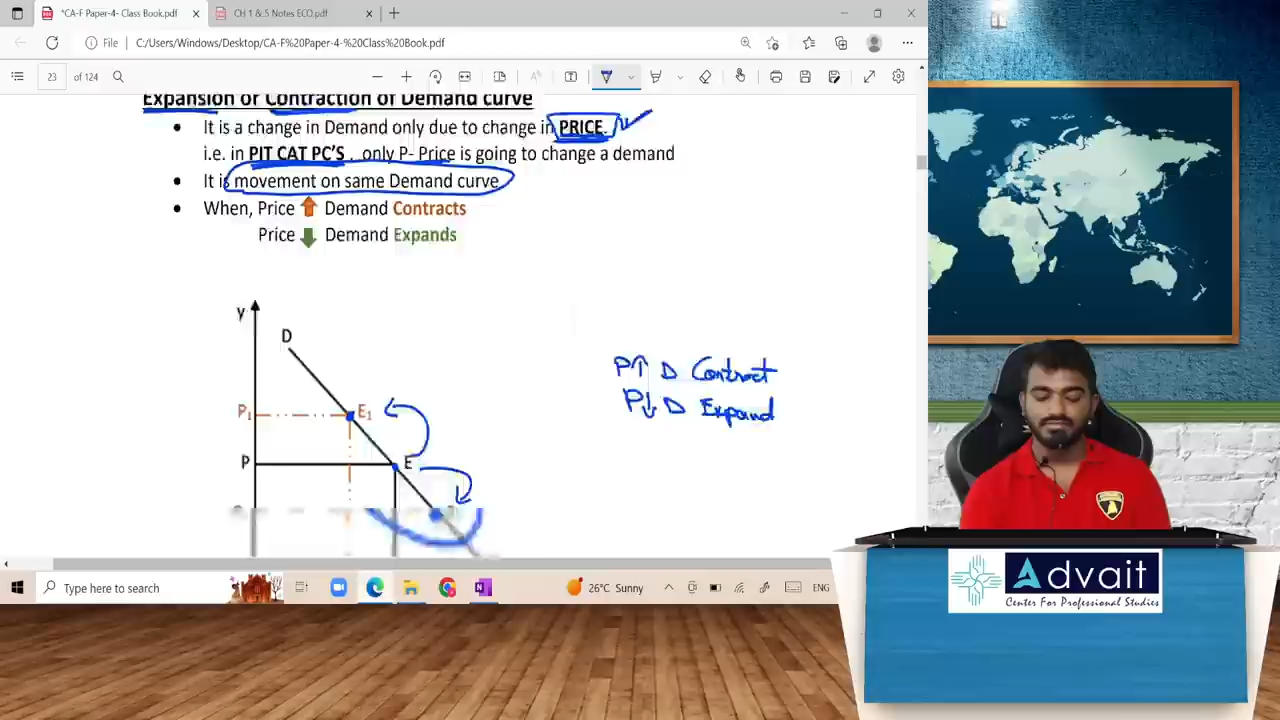 *CA-F Paper-4- Class Book.pdf
CH 1 & 5 Notes ECO.pdf
File
C:/Users/Windows/Desktop/CA-F%20Paper-4-%20Class%20Book.pdf
23 of 124
Expansion or Contraction of Demand curve
• It is a change in Demand only due to change in PRICE.
i.e. in PIT CAT PC'S , only P- Price is going to change a demand
• It is movement on same Demand curve
• When, Price Demand Contracts
Price Demand Expands
Y
D
P↑ D Contract
P↓ D Expand
P1 E1
P E
Type here to search
26°C Sunny
ENG
Advait
Center For Professional Studies